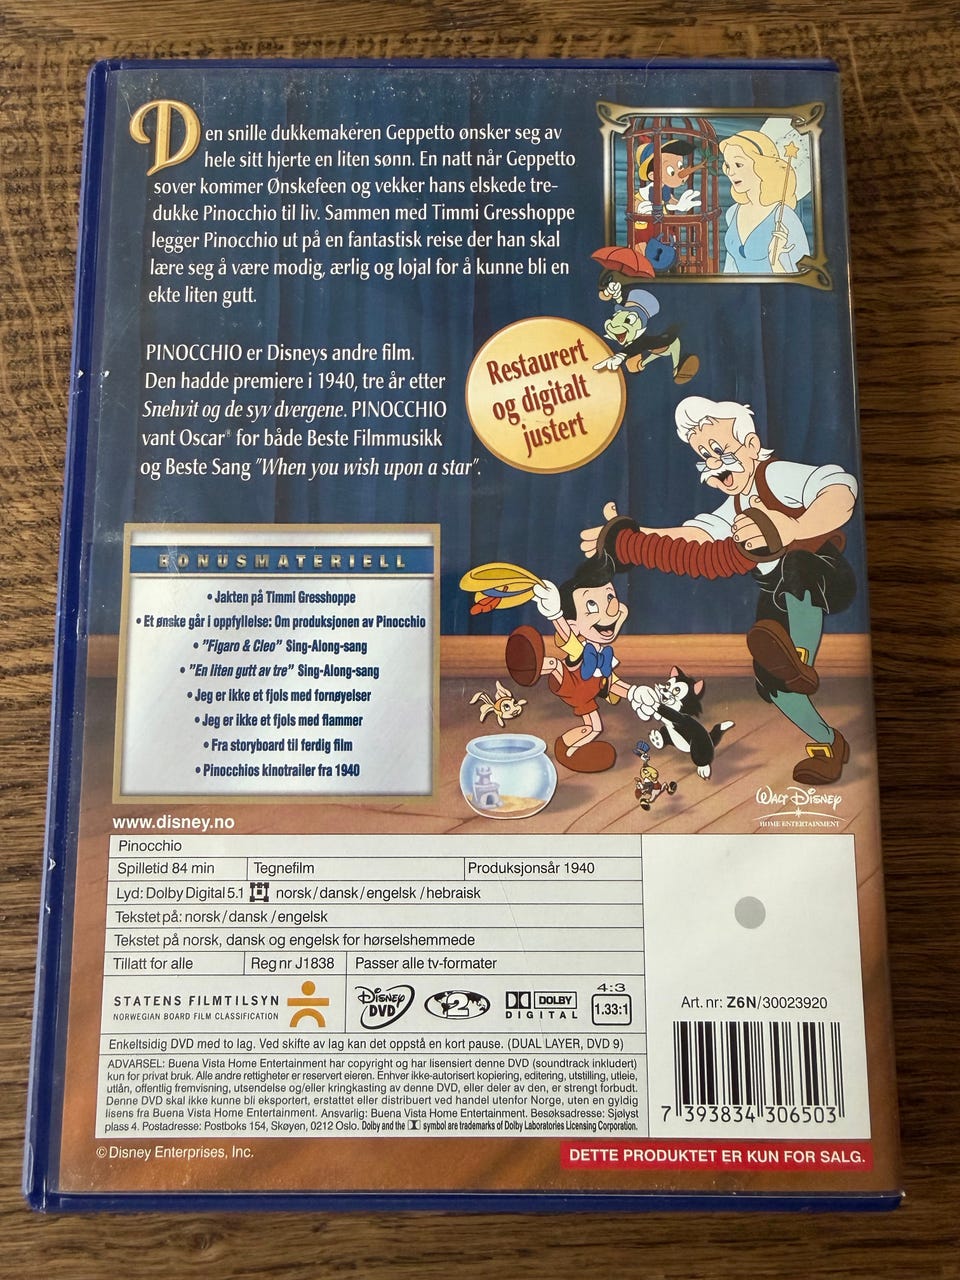 Den snille dukkemakeren Geppetto ønsker seg av
hele sitt hjerte en liten sønn. En natt når Geppetto
sover kommer Ønskefeen og vekker hans elskede tre-
dukke Pinocchio til liv. Sammen med Timmi Gresshoppe
legger Pinocchio ut på en fantastisk reise der han skal
lære seg å være modig, ærlig og lojal for å kunne bli en
ekte liten gutt.
PINOCCHIO er Disneys andre film.
Den hadde premiere i 1940, tre år etter
Snehvit og de syv dvergene. PINOCCHIO
vant Oscar® for både Beste Filmmusikk
og Beste Sang "When you wish upon a star".
Restaurert
og digitalt
justert
BONUSMATERIELL
• Jakten på Timmi Gresshoppe
• Et ønske går i oppfyllelse: Om produksjonen av Pinocchio
• "Figaro & Cleo" Sing-Along-sang
• "En liten gutt av tre" Sing-Along-sang
• Jeg er ikke et fjols med fornøyelser
• Jeg er ikke et fjols med flammer
• Fra storyboard til ferdig film
• Pinocchios kinotrailer fra 1940
WALT DISNEY
HOME ENTERTAINMENT
www.disney.no
Pinocchio
Spilletid 84 min Tegnefilm Produksjonsår 1940
Lyd: Dolby Digital 5.1 norsk/dansk/engelsk/hebraisk
Tekstet på: norsk/dansk/engelsk
Tekstet på norsk, dansk og engelsk for hørselshemmede
Tillatt for alle Reg nr J1838 Passer alle tv-formater
STATENS FILMTILSYN
NORWEGIAN BOARD FILM CLASSIFICATION
Disney
DVD
2
DOLBY
DIGITAL
4:3
1.33:1
Enkeltsidig DVD med to lag. Ved skifte av lag kan det oppstå en kort pause. (DUAL LAYER, DVD 9)
ADVARSEL: Buena Vista Home Entertainment har copyright og har lisensiert denne DVD (soundtrack inkludert)
kun for privat bruk. Alle andre rettigheter er reservert eieren. Enhver ikke-autorisert kopiering, editering, utstilling, utleie,
utlån, offentlig fremvisning, utsendelse og/eller kringkasting av denne DVD, eller deler av den, er strengt forbudt.
Denne DVD skal ikke kunne bli eksportert, erstattet eller distribuert ved handel utenfor Norge, uten en gyldig
lisens fra Buena Vista Home Entertainment. Ansvarlig: Buena Vista Home Entertainment. Besøksadresse: Sjølyst
plass 4. Postadresse: Postboks 154, Skøyen, 0212 Oslo. Dolby and the symbol are trademarks of Dolby Laboratories Licensing Corporation.
Art. nr: Z6N/30023920
7 393834 306503
© Disney Enterprises, Inc.
DETTE PRODUKTET ER KUN FOR SALG.